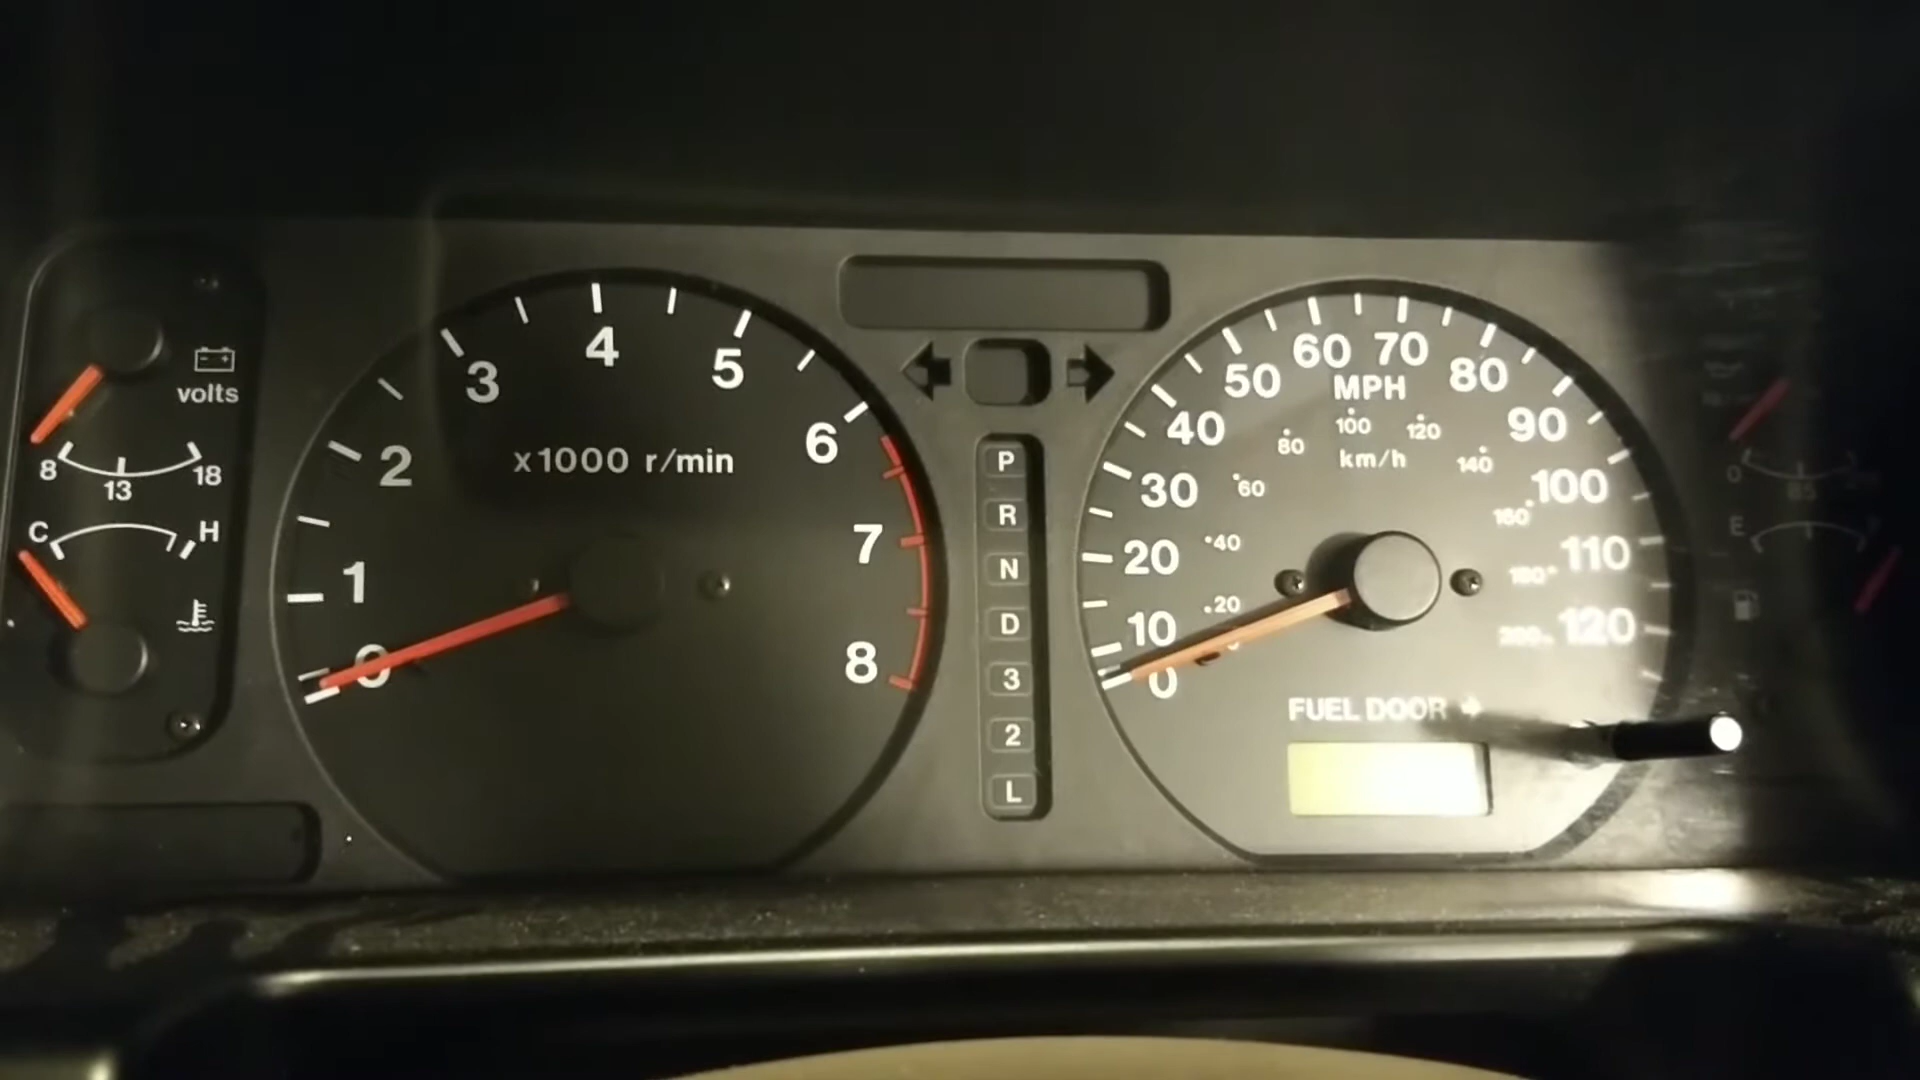 volts
8 13 18
C H
0 1 2 3 4 5 6 7 8
x1000 r/min
P
R
N
D
3
2
L
0 10 20 30 40 50 60 70 80 90 100 110 120
MPH
20 40 60 80 100 120 140 160 180 200
km/h
FUEL DOOR
0
E